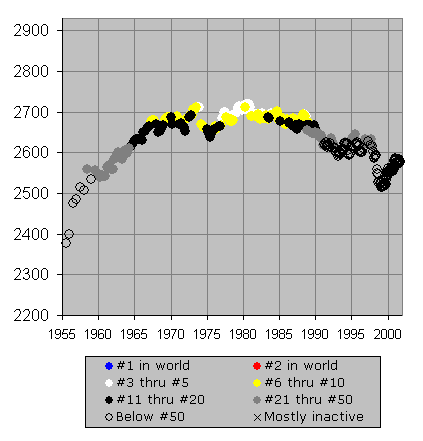 2900
2800
2700
2600
2500
2400
2300
2200
1955 1960 1965 1970 1975 1980 1985 1990 1995 2000
#1 in world #2 in world
#3 thru #5 #6 thru #10
#11 thru #20 #21 thru #50
Below #50 Mostly inactive